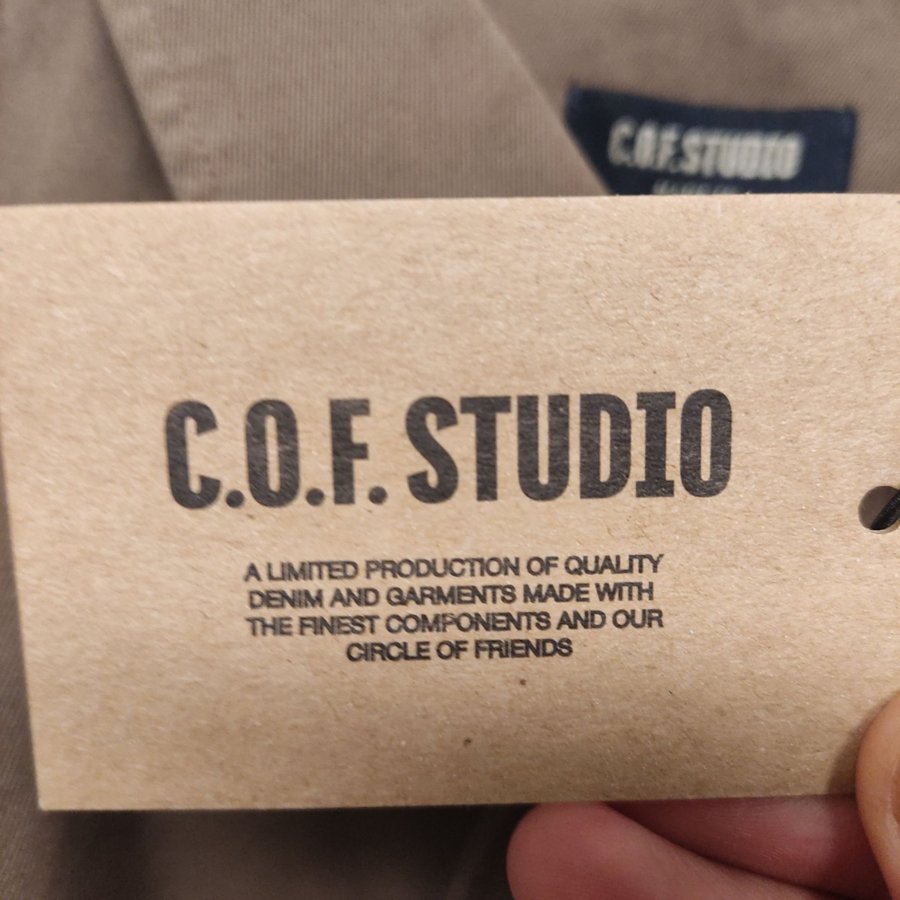 C.O.F.STUDIO
C.O.F. STUDIO
A LIMITED PRODUCTION OF QUALITY
DENIM AND GARMENTS MADE WITH
THE FINEST COMPONENTS AND OUR
CIRCLE OF FRIENDS